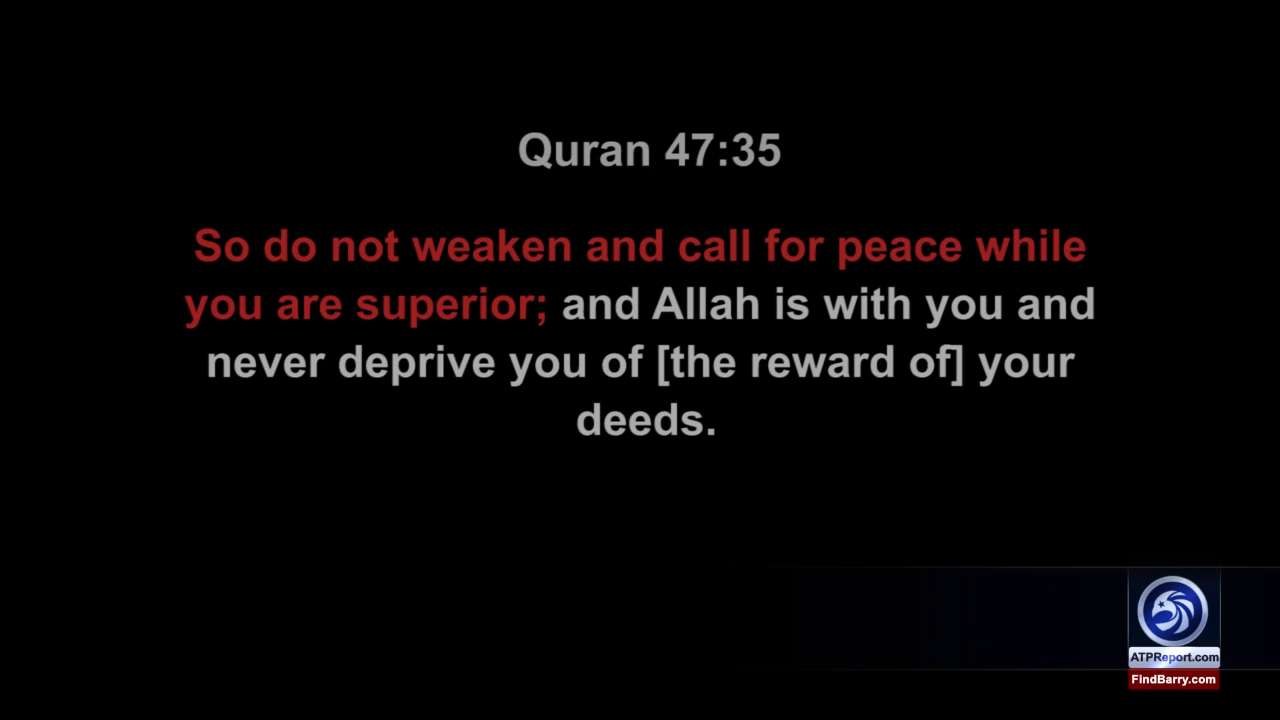 Quran 47:35
So do not weaken and call for peace while
you are superior; and Allah is with you and
never deprive you of [the reward of] your
deeds.
ATPReport.com
FindBarry.com